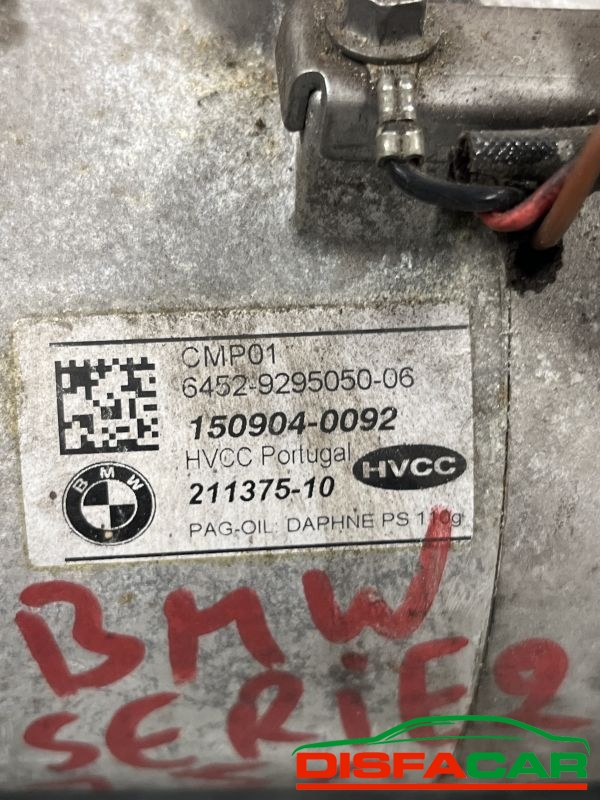 CMP01
6452-9295050-06
150904-0092
HVCC Portugal
HVCC
211375-10
BMW
PAG-OIL: DAPHNE PS 110g
BMW
SERIE2
DISFACAR